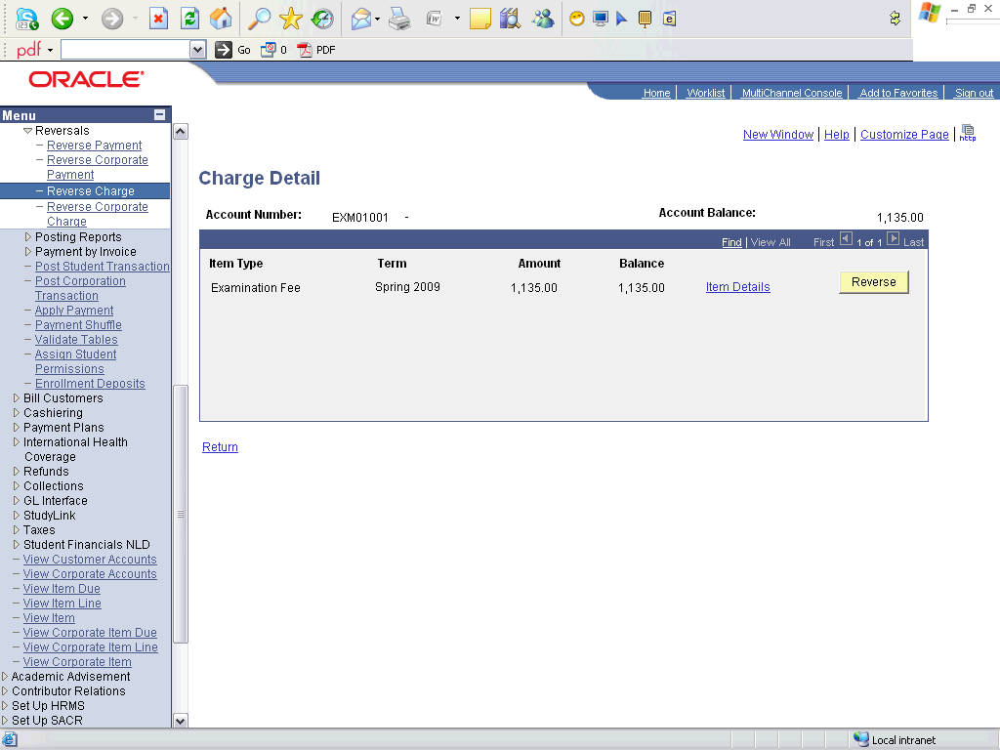 pdf
Go
0
PDF
ORACLE
Home
Worklist
MultiChannel Console
Add to Favorites
Sign out
Menu
Reversals
Reverse Payment
Reverse Corporate
Payment
Reverse Charge
Reverse Corporate
Charge
Posting Reports
Payment by Invoice
Post Student Transaction
Post Corporation
Transaction
Apply Payment
Payment Shuffle
Validate Tables
Assign Student
Permissions
Enrollment Deposits
Bill Customers
Cashiering
Payment Plans
International Health
Coverage
Refunds
Collections
GL Interface
StudyLink
Taxes
Student Financials NLD
View Customer Accounts
View Corporate Accounts
View Item Due
View Item Line
View Item
View Corporate Item Due
View Corporate Item Line
View Corporate Item
Academic Advisement
Contributor Relations
Set Up HRMS
Set Up SACR
New Window | Help | Customize Page | http
Charge Detail
Account Number: EXM01001 - Account Balance: 1,135.00
Find | View All First 1 of 1 Last
Item Type Term Amount Balance
Examination Fee Spring 2009 1,135.00 1,135.00 Item Details Reverse
Return
Local intranet